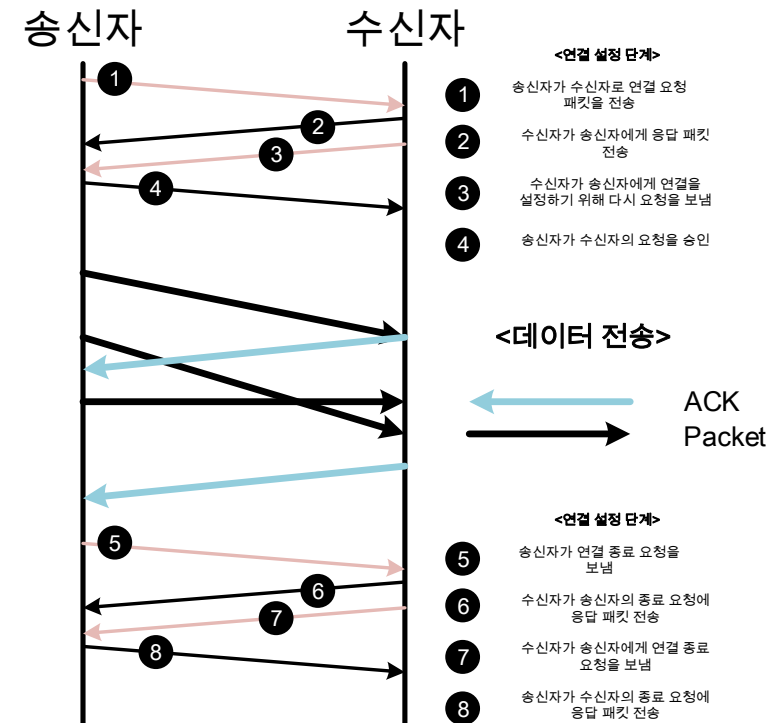 송신자
수신자
<연결 설정 단계>
1
송신자가 수신자로 연결 요청
패킷을 전송
2
수신자가 송신자에게 응답 패킷
전송
3
수신자가 송신자에게 연결을
설정하기 위해 다시 요청을 보냄
4
송신자가 수신자의 요청을 승인
1
2
3
4
<데이터 전송>
ACK
Packet
<연결 설정 단계>
5
송신자가 연결 종료 요청을
보냄
6
수신자가 송신자의 종료 요청에
응답 패킷 전송
7
수신자가 송신자에게 연결 종료
요청을 보냄
8
송신자가 수신자의 종료 요청에
응답 패킷 전송
5
6
7
8